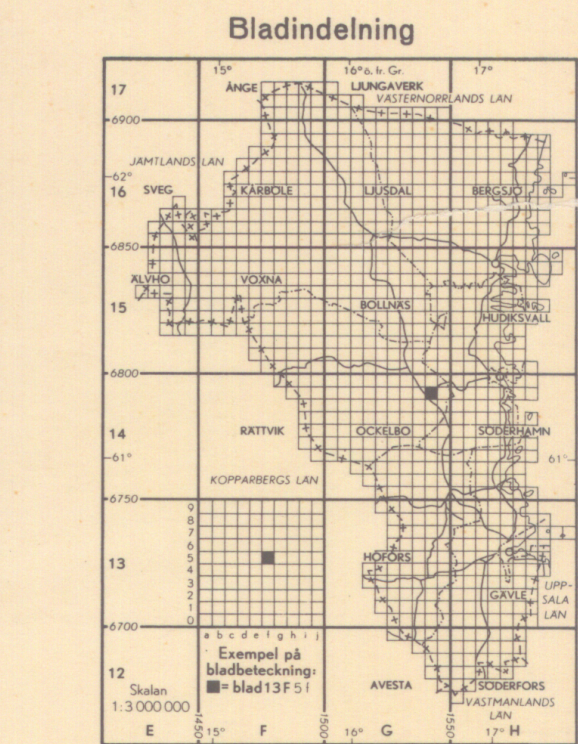 Bladindelning
15° 16° ö. fr. Gr. 17°
17 ÅNGE LJUNGAVERK
VÄSTERNORRLANDS LÄN
6900
JÄMTLANDS LÄN
62°
16 SVEG KÅRBÖLE LJUSDAL BERGSJÖ
6850
ÄLVHO VOXNA
15 BOLLNÄS
HUDIKSVALL
6800
14 RÄTTVIK OCKELBO SÖDERHAMN
61° 61°
KOPPARBERGS LÄN
6750
9
8
7
6
5
4
3
2
1
0
13 HOFORS
GÄVLE
UPP-
SALA
LÄN
6700
a b c d e f g h i j
Exempel på
bladbeteckning:
= blad 13 F 5 f
12
Skalan
1:3 000 000
AVESTA SÖDERFORS
VÄSTMANLANDS
LÄN
1450 1500 1550
E 15° F 16° G 17° H